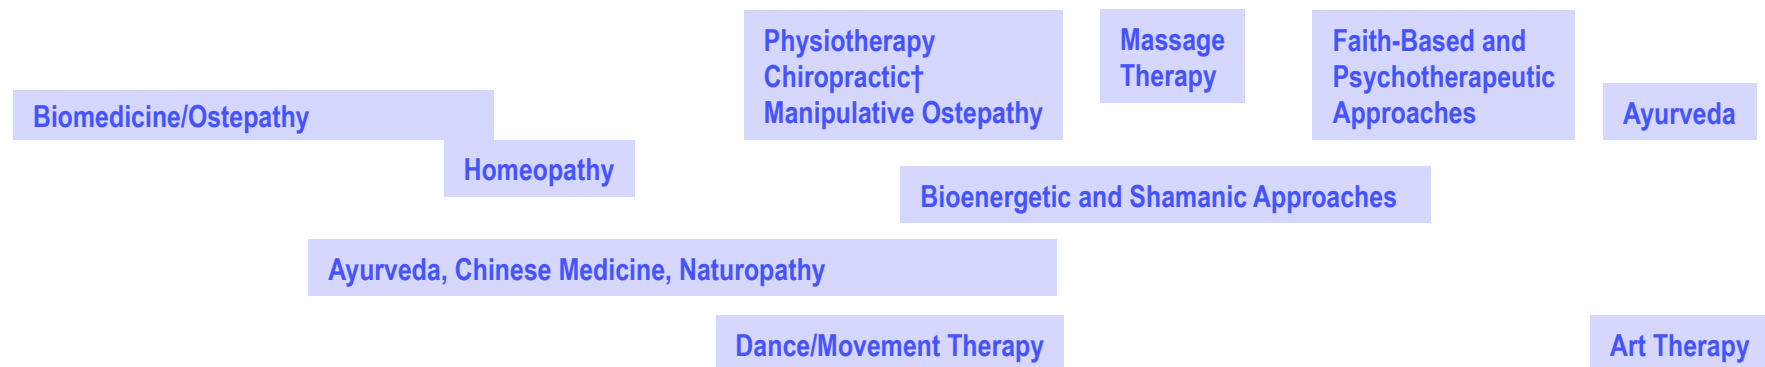 Physiotherapy
Chiropractic†
Manipulative Ostepathy
Massage
Therapy
Faith-Based and
Psychotherapeutic
Approaches
Biomedicine/Ostepathy
Ayurveda
Homeopathy
Bioenergetic and Shamanic Approaches
Ayurveda, Chinese Medicine, Naturopathy
Dance/Movement Therapy
Art Therapy